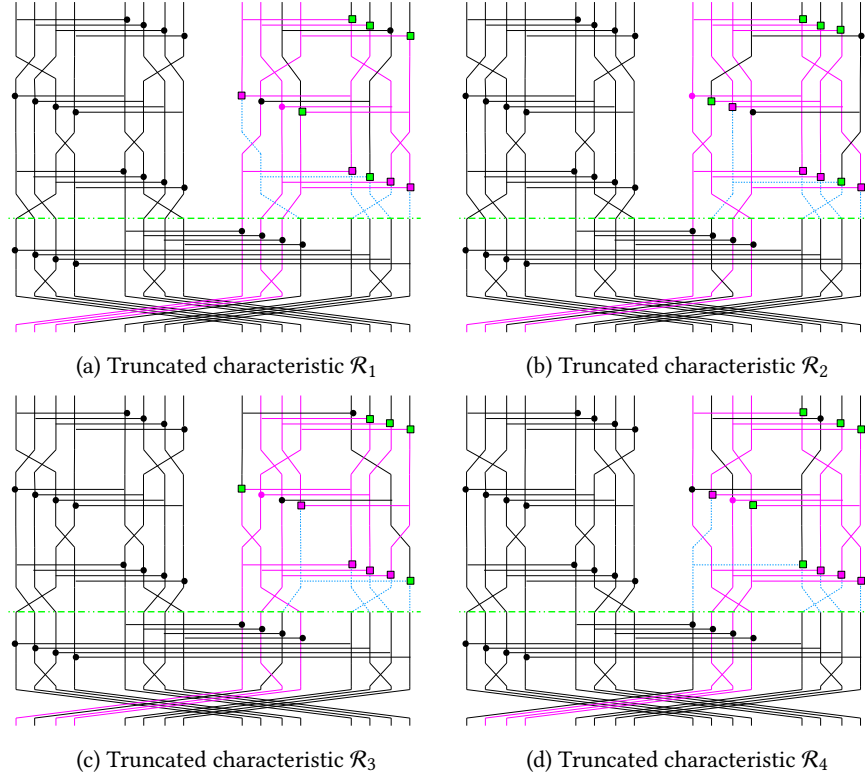 (a) Truncated characteristic ℛ₁
(b) Truncated characteristic ℛ₂
(c) Truncated characteristic ℛ₃
(d) Truncated characteristic ℛ₄